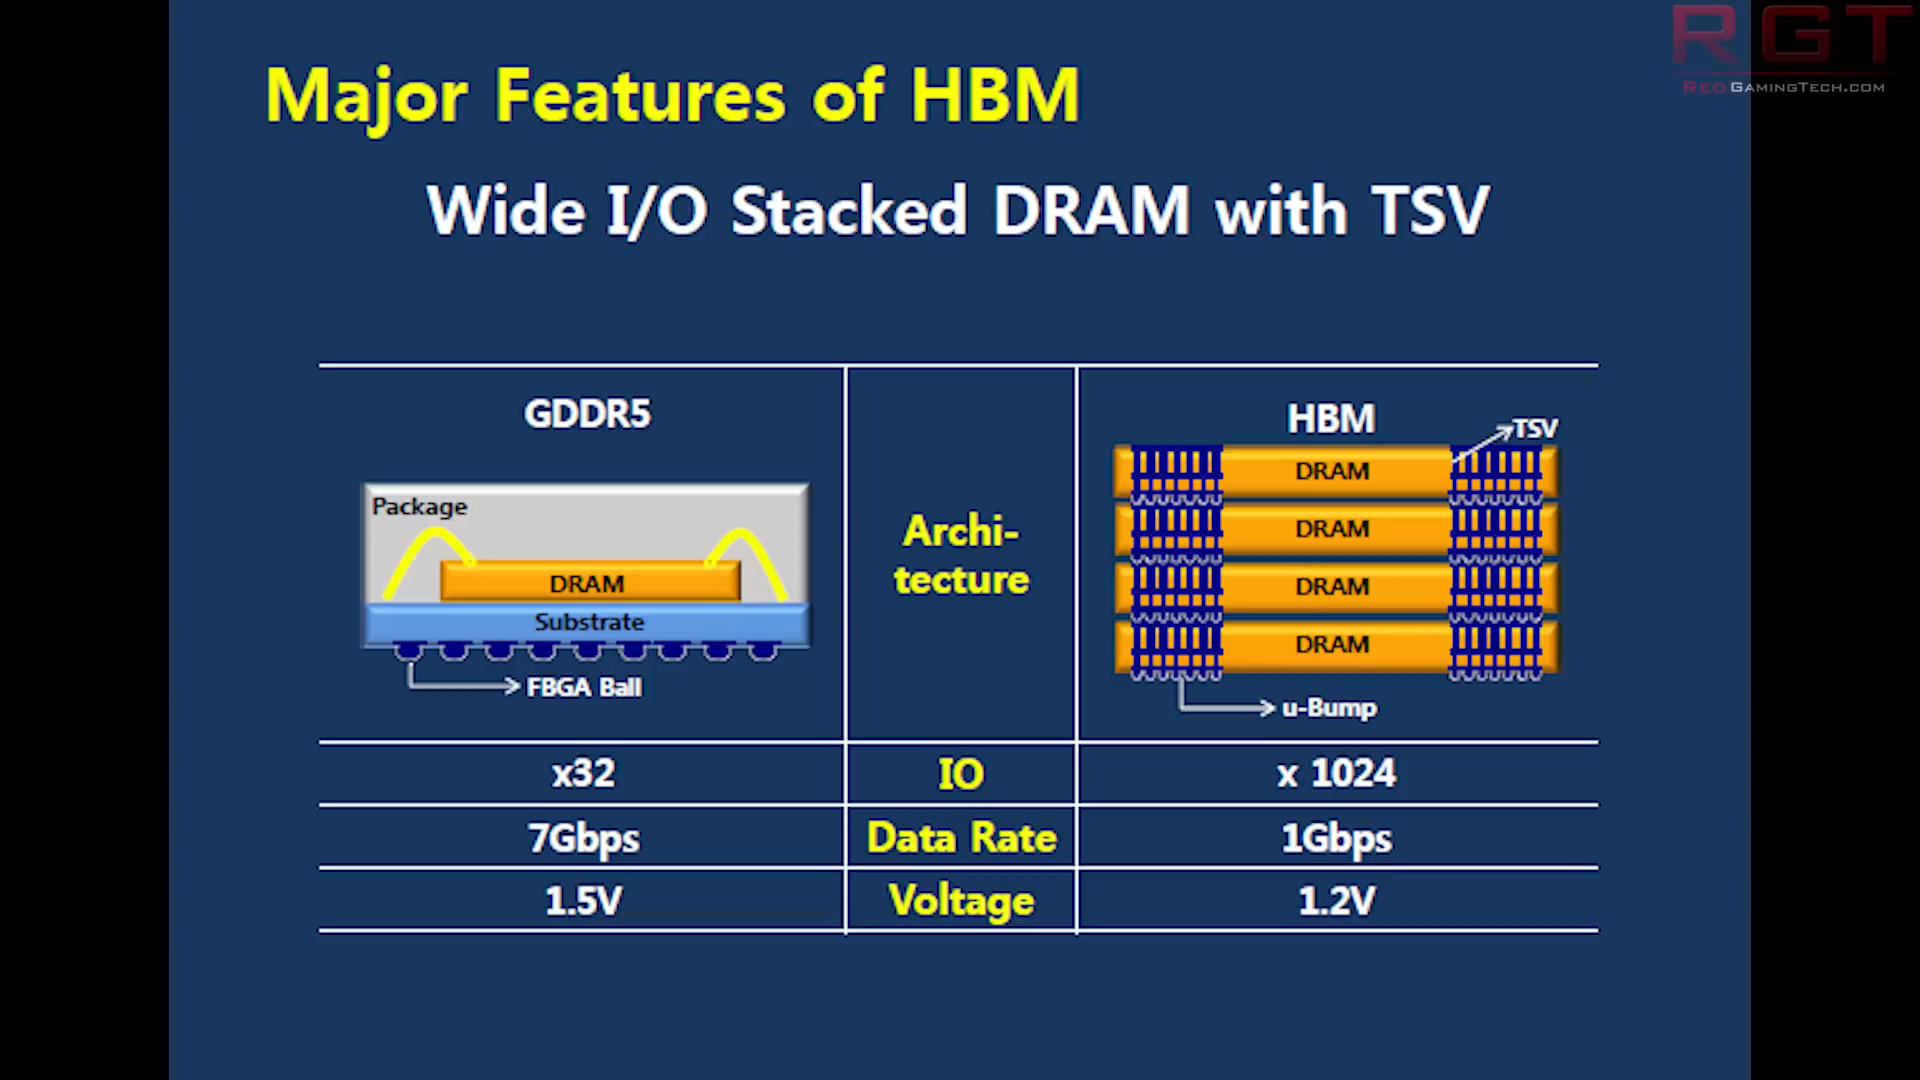 RGT
REDGAMINGTECH.COM
Major Features of HBM
Wide I/O Stacked DRAM with TSV
GDDR5
Package
DRAM
Substrate
FBGA Ball
Archi-
tecture
HBM
TSV
DRAM
DRAM
DRAM
DRAM
u-Bump
x32 IO x 1024
7Gbps Data Rate 1Gbps
1.5V Voltage 1.2V